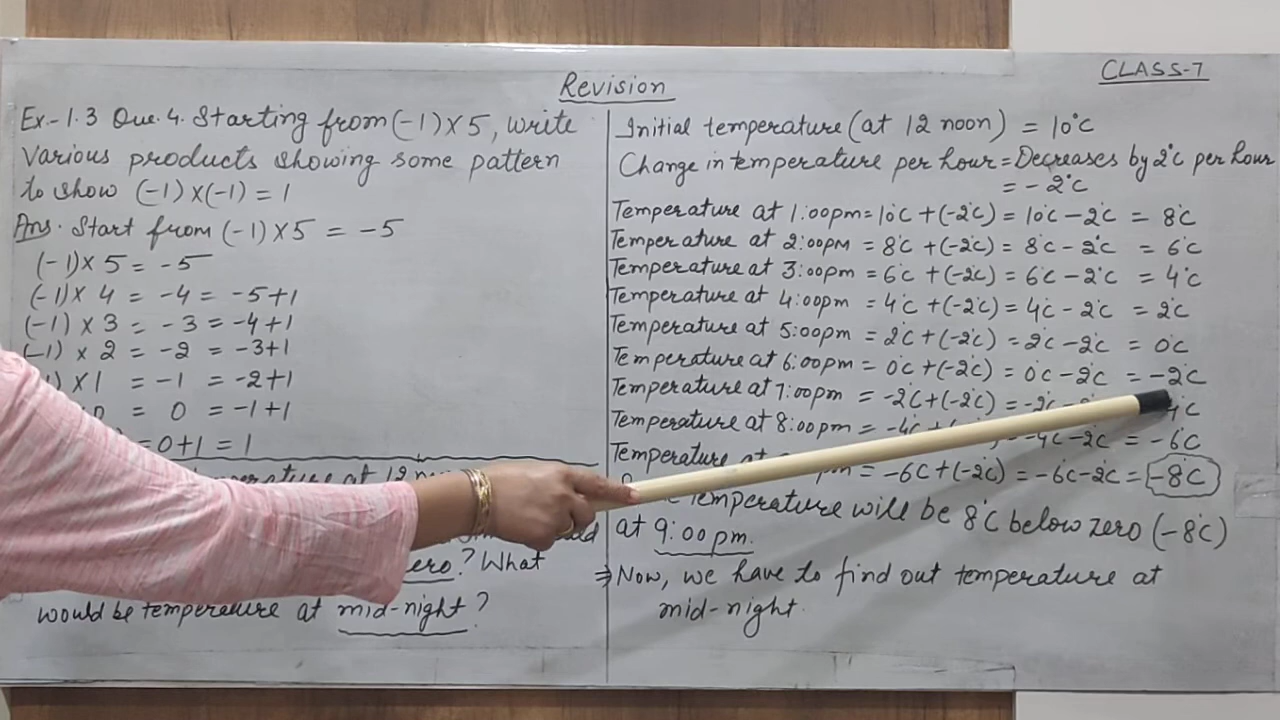 Revision
CLASS-7
Ex.-1.3 Que. 4. Starting from (-1) x 5, write
various products showing some pattern
to show (-1) x (-1) = 1
Ans. Start from (-1) x 5 = -5
(-1) x 5 = -5
(-1) x 4 = -4 = -5+1
(-1) x 3 = -3 = -4+1
(-1) x 2 = -2 = -3+1
x 1 = -1 = -2+1
= 0 = -1+1
= 0+1 = 1
at 12
? What
would be temperature at mid-night?
Initial temperature (at 12 noon) = 10°C
Change in temperature per hour = Decreases by 2°C per hour
= -2°C
Temperature at 1:00pm = 10°C + (-2°C) = 10°C - 2°C = 8°C
Temperature at 2:00pm = 8°C + (-2°C) = 8°C - 2°C = 6°C
Temperature at 3:00pm = 6°C + (-2°C) = 6°C - 2°C = 4°C
Temperature at 4:00pm = 4°C + (-2°C) = 4°C - 2°C = 2°C
Temperature at 5:00pm = 2°C + (-2°C) = 2°C - 2°C = 0°C
Temperature at 6:00pm = 0°C + (-2°C) = 0°C - 2°C = -2°C
Temperature at 7:00pm = -2°C + (-2°C) = -2°C
Temperature at 8:00pm = -4°C = -4°C - 2°C = -6°C
Temperature = -6°C + (-2°C) = -6°C - 2°C = -8°C
temperature will be 8°C below zero (-8°C)
at 9:00pm.
⇒ Now, we have to find out temperature at
mid-night.